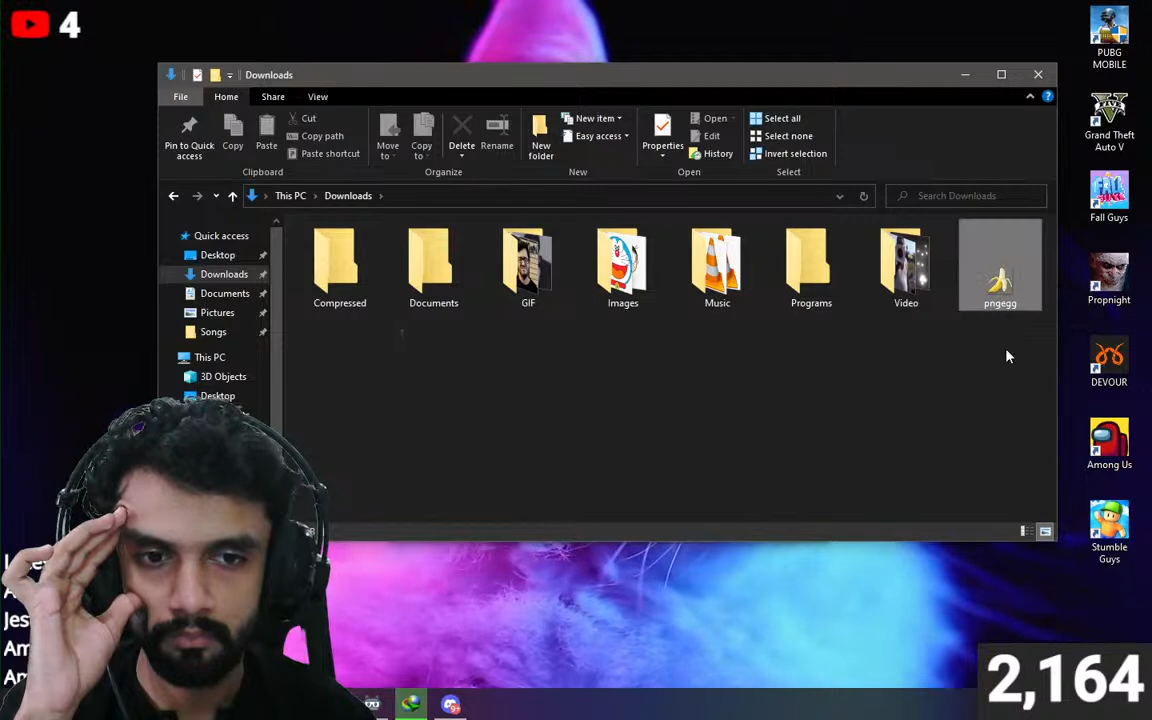 4
PUBG
MOBILE
Grand Theft
Auto V
Fall Guys
Propnight
DEVOUR
Among Us
Stumble
Guys
Downloads
File Home Share View
Pin to Quick
access
Copy
Paste
Cut
Copy path
Paste shortcut
Clipboard
Move
to
Copy
to
Delete
Rename
Organize
New
folder
New item
Easy access
New
Properties
Open
Edit
History
Open
Select all
Select none
Invert selection
Select
This PC > Downloads >
Search Downloads
Quick access
Desktop
Downloads
Documents
Pictures
Songs
This PC
3D Objects
Desktop
Compressed
Documents
GIF
Images
Music
Programs
Video
pngegg
Jes
Am
9+
2,164